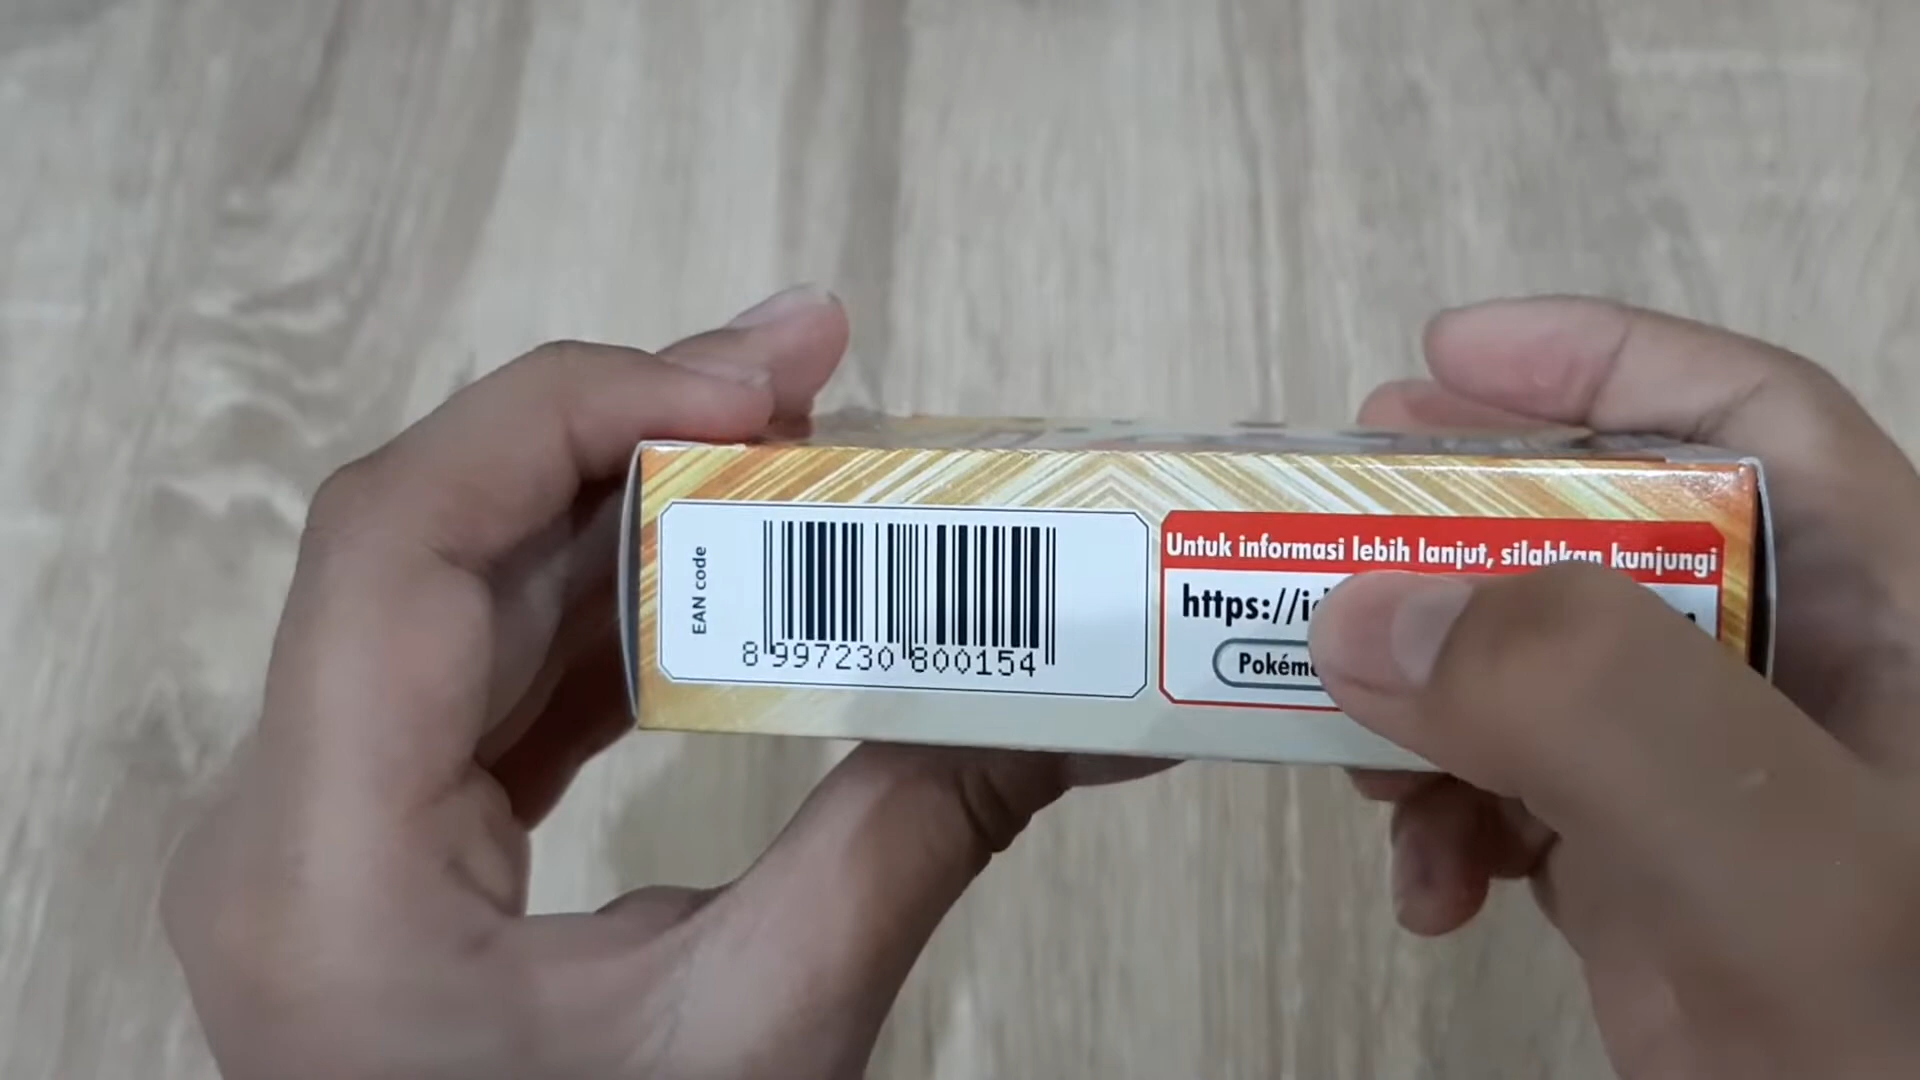 EAN code
8 997230 800154
Untuk informasi lebih lanjut, silahkan kunjungi
https://i
Pokém